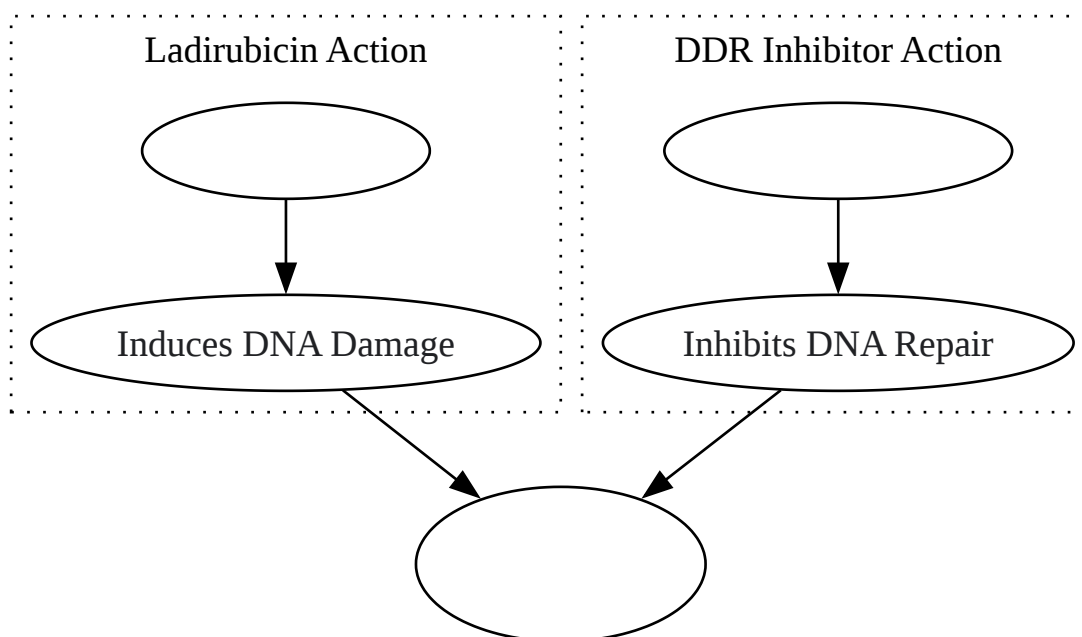 Ladirubicin Action
DDR Inhibitor Action
Induces DNA Damage
Inhibits DNA Repair